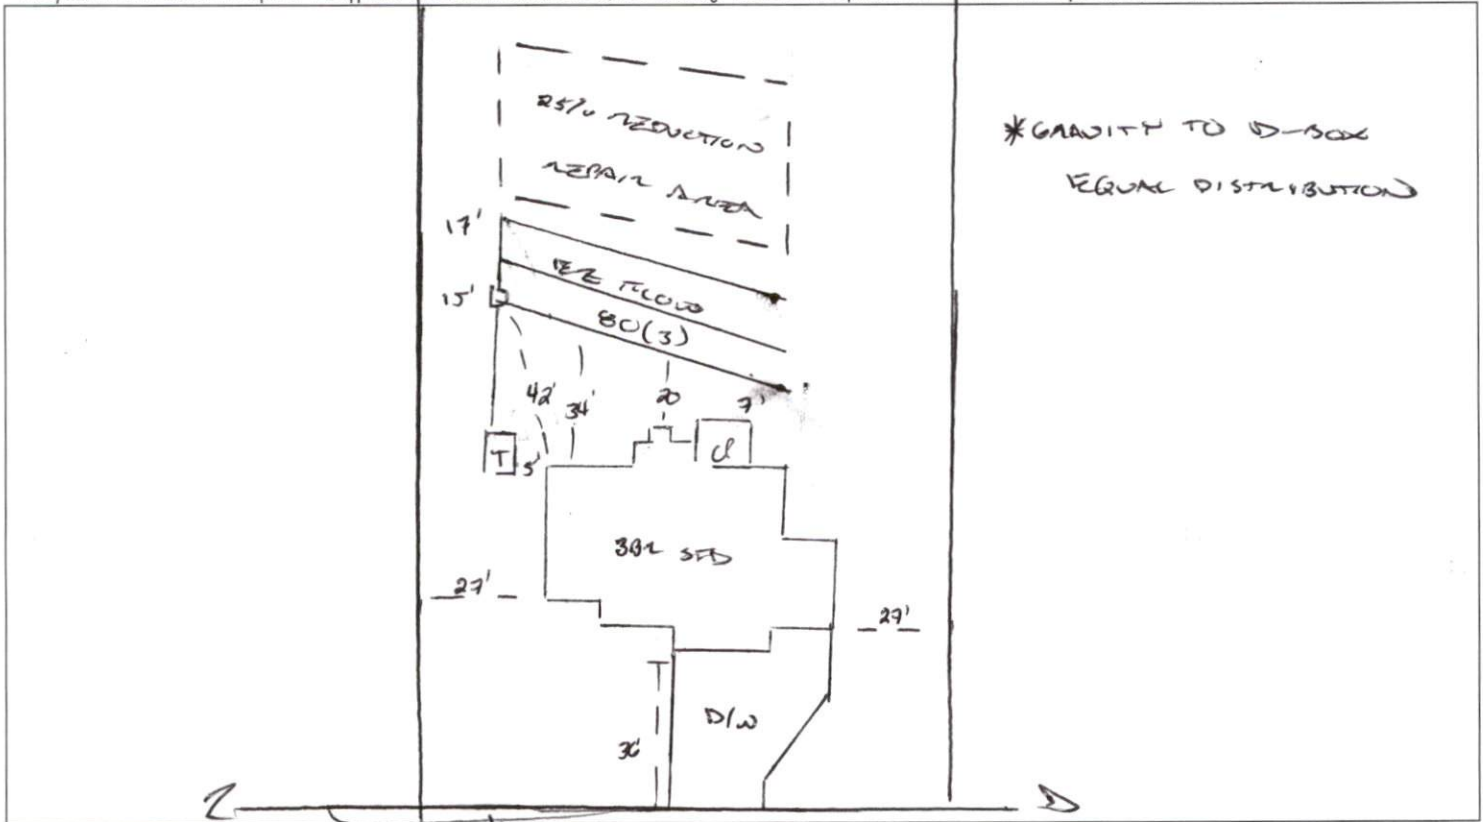 25% REDUCTION
REPAIR AREA
*GRAVITY TO D-BOX
EQUAL DISTRIBUTION
17'
EZ FLOW
15'
80(3)
42'
34'
20
7'
T
5'
3BR SFD
27'
27'
D/W
36'